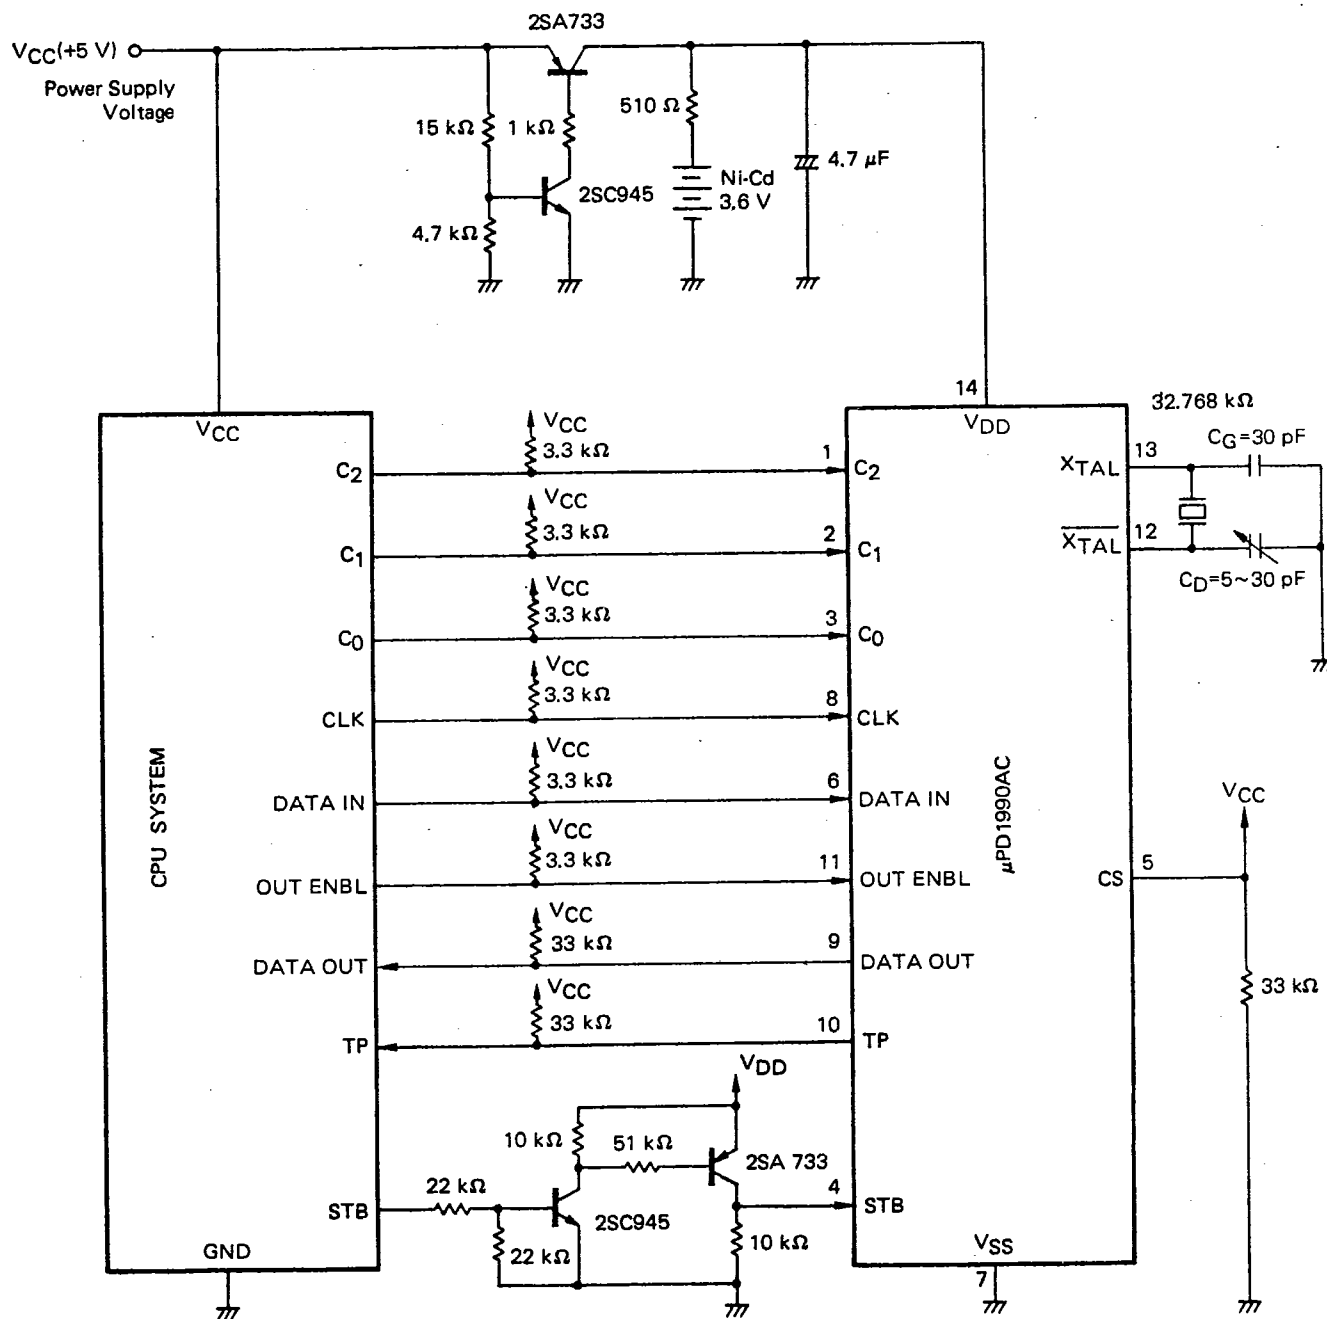 2SA733
VCC(+5 V)
Power Supply
Voltage
15 kΩ
1 kΩ
510 Ω
4.7 μF
Ni-Cd
3.6 V
2SC945
4.7 kΩ
14
32.768 kΩ
VCC
VDD
CG=30 pF
VCC
3.3 kΩ
C2
1
C2
XTAL
13
VCC
3.3 kΩ
C1
2
C1
XTAL
12
CD=5~30 pF
VCC
3.3 kΩ
C0
3
C0
VCC
3.3 kΩ
CLK
8
CLK
VCC
3.3 kΩ
DATA IN
6
DATA IN
CPU SYSTEM
μPD1990AC
VCC
VCC
3.3 kΩ
OUT ENBL
11
OUT ENBL
CS
5
VCC
33 kΩ
DATA OUT
9
DATA OUT
33 kΩ
VCC
33 kΩ
TP
10
TP
VDD
10 kΩ
51 kΩ
2SA 733
22 kΩ
4
STB
STB
2SC945
22 kΩ
10 kΩ
GND
VSS
7